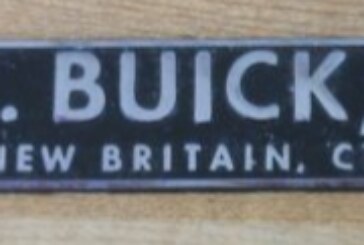 . BUICK,
NEW BRITAIN, C